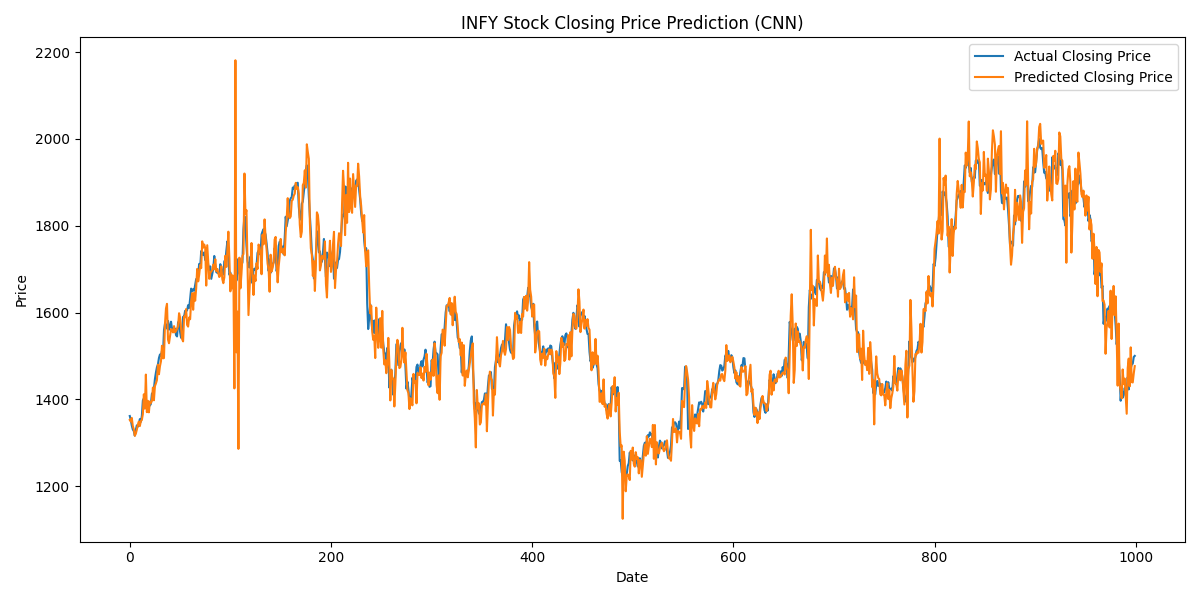 INFY Stock Closing Price Prediction (CNN)
Actual Closing Price
Predicted Closing Price
Price
2200
2000
1800
1600
1400
1200
0
200
400
600
800
1000
Date